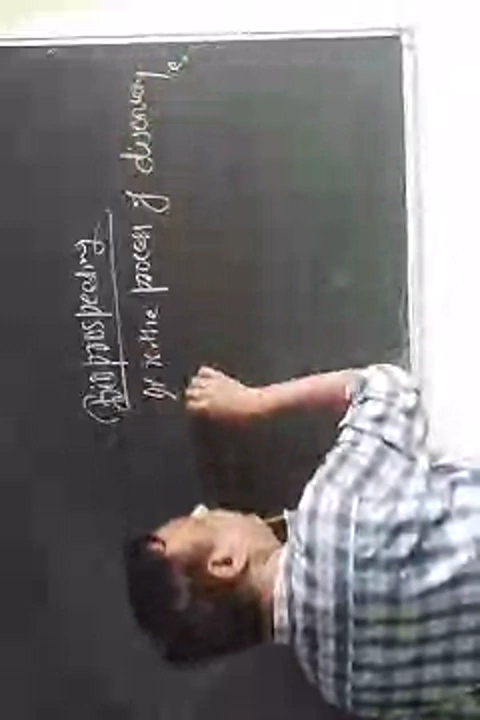 Bioprospecting
It is the process of discovery